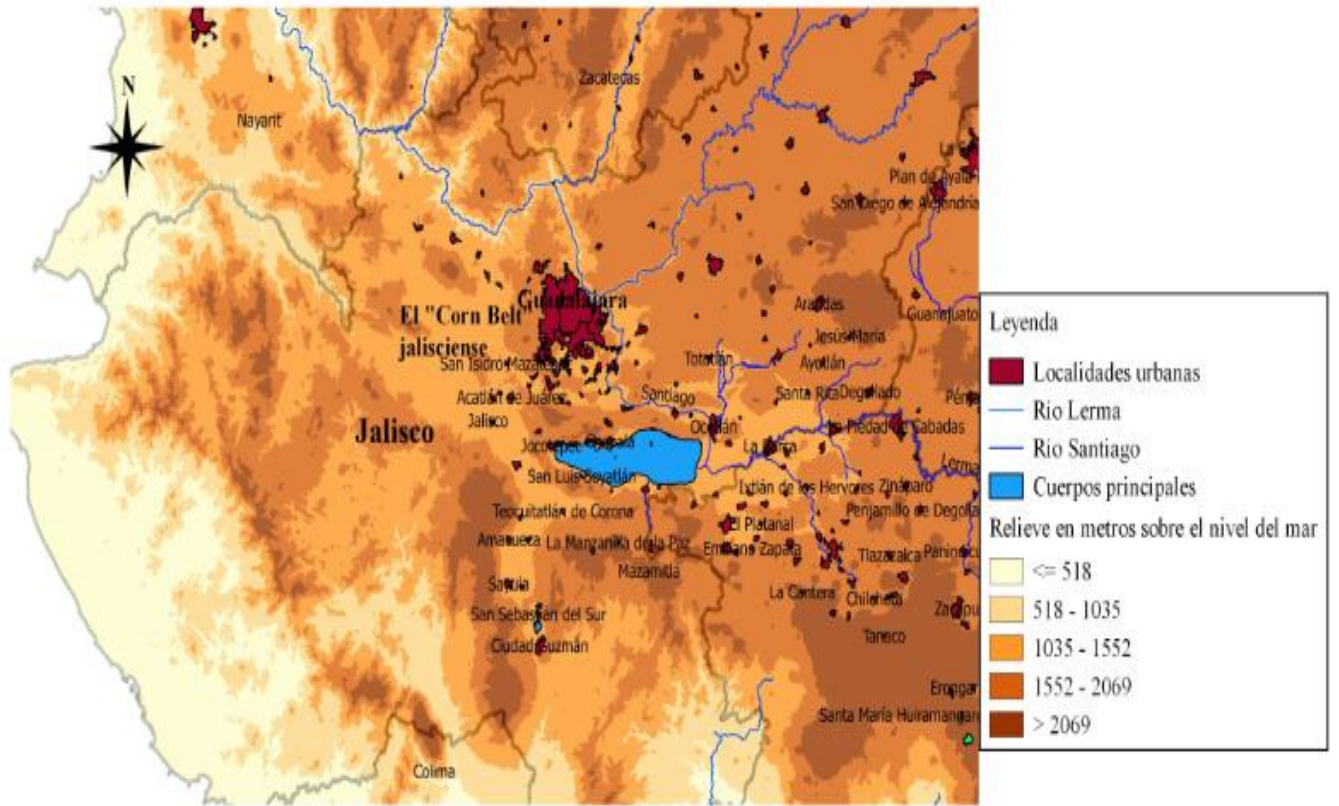 N
Zacatecas
Nayarit
Plan de Ayala
San Diego de Alejandría
El "Corn Belt"
jalisciense
Guadalajara
Arandas
Guanajuato
Jesús María
San Isidro
Totatlán
Ayotlán
Acatlán de Juárez
Santiago
Santa Rita
Degollado
Jalisco
Jalisco
Ocotlán
La Piedad de Cabadas
Jocotepec
Chapala
La Barca
Lerma
San Luis Soyatlán
Ixtlán de los Hervores
Zináparo
Teocuitatlán de Corona
El Platanal
Penjamillo de Degolla
Amacueca
La Manzanilla de la Paz
Emiliano Zapata
Tlazazalca
Mazamitla
Sayula
La Cantera
Chilchota
San Sebastián del Sur
Ciudad Guzmán
Tanaco
Santa María Huiramangaro
Colima
Leyenda
Localidades urbanas
Río Lerma
Río Santiago
Cuerpos principales
Relieve en metros sobre el nivel del mar
<= 518
518 - 1035
1035 - 1552
1552 - 2069
> 2069